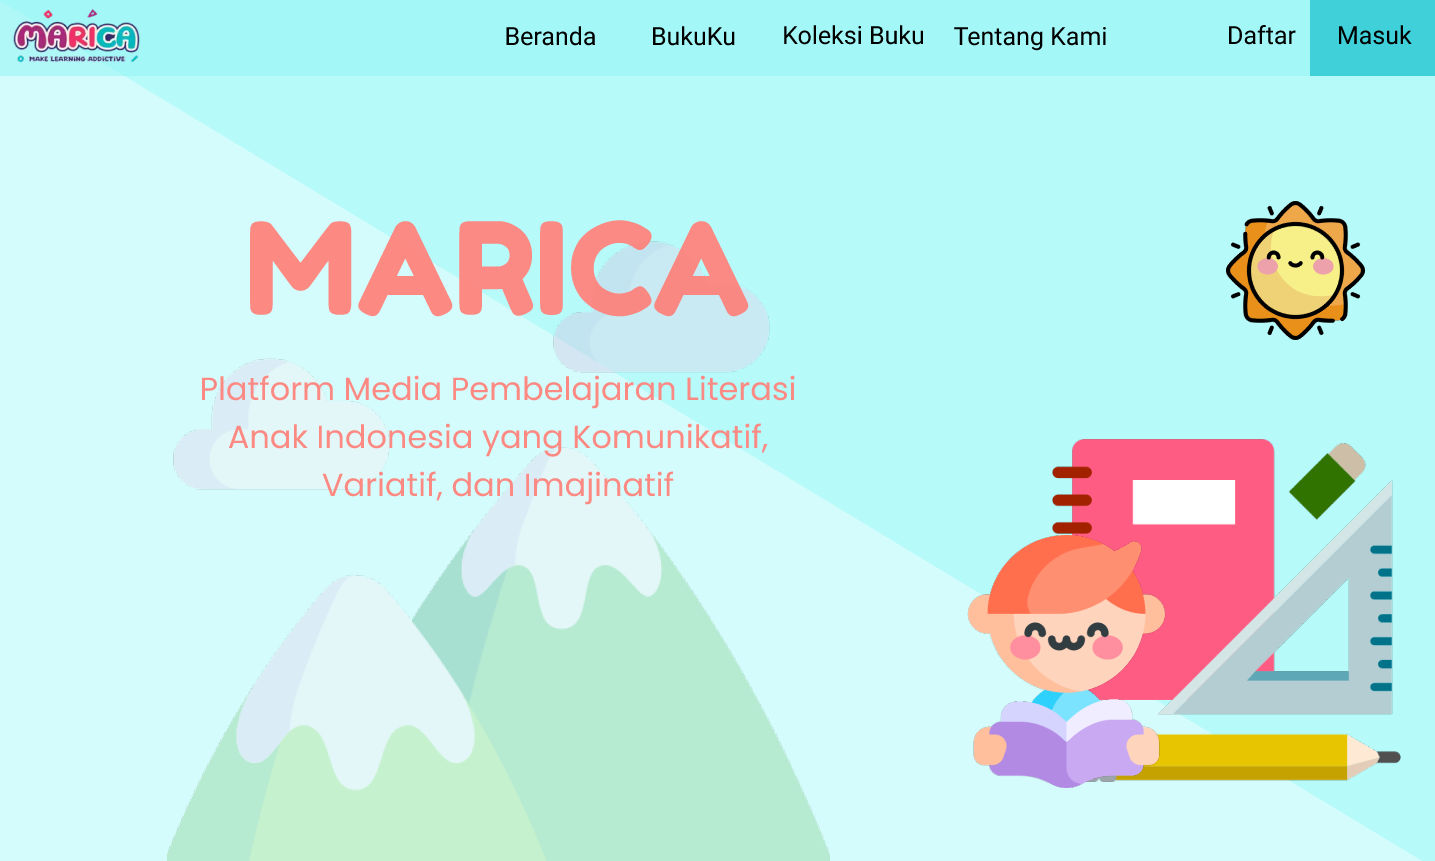 MARICA
MAKE LEARNING ADDICTIVE
Beranda BukuKu Koleksi Buku Tentang Kami Daftar Masuk
MARICA
Platform Media Pembelajaran Literasi
Anak Indonesia yang Komunikatif,
Variatif, dan Imajinatif